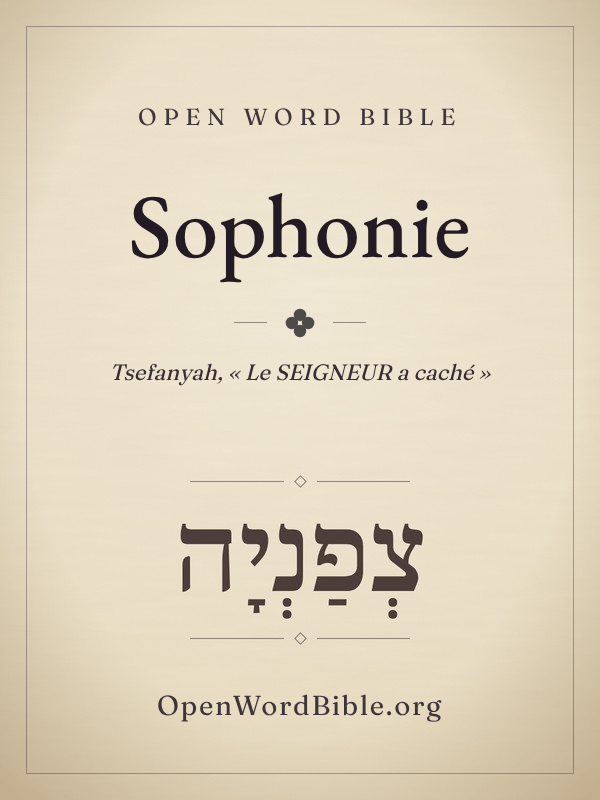 OPEN WORD BIBLE
Sophonie
Tsefanyah, « Le SEIGNEUR a caché »
צְפַנְיָה
OpenWordBible.org